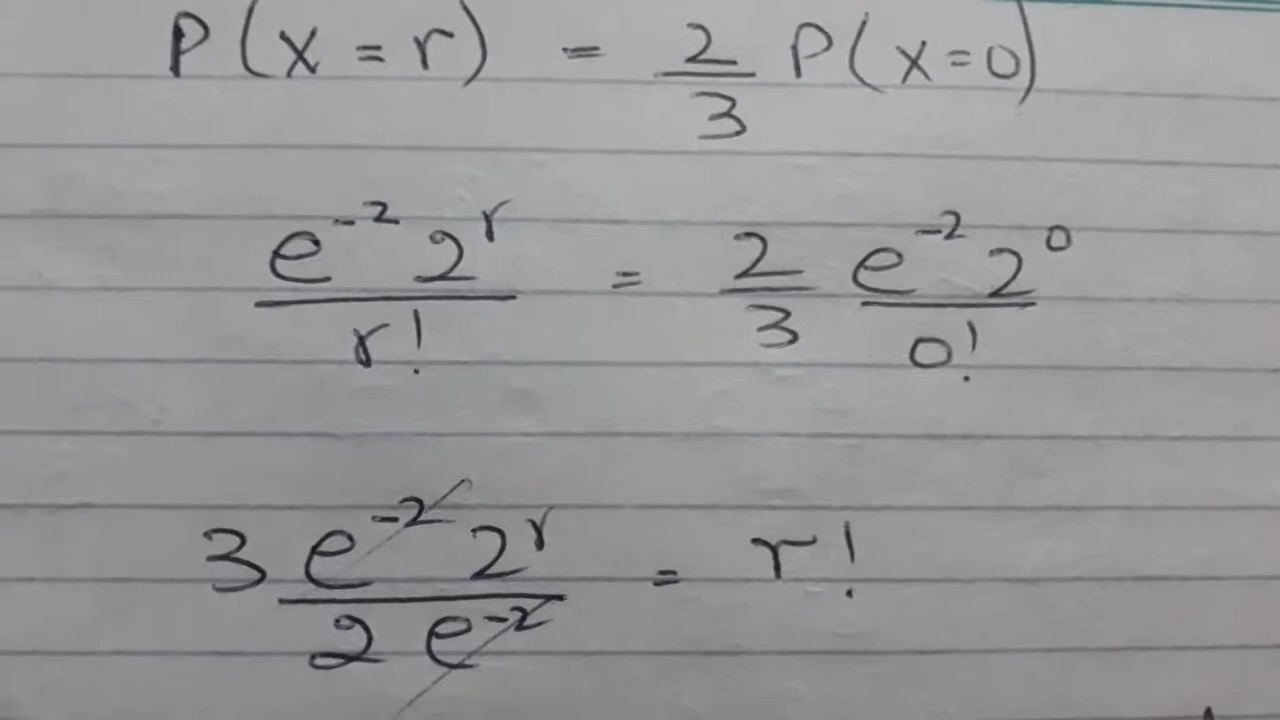 P(X = r) = 2/3 P(X=0)
e^-2 2^r / r! = 2/3 e^-2 2^0 / 0!
3 e^-2 2^r / 2 e^-2 = r!